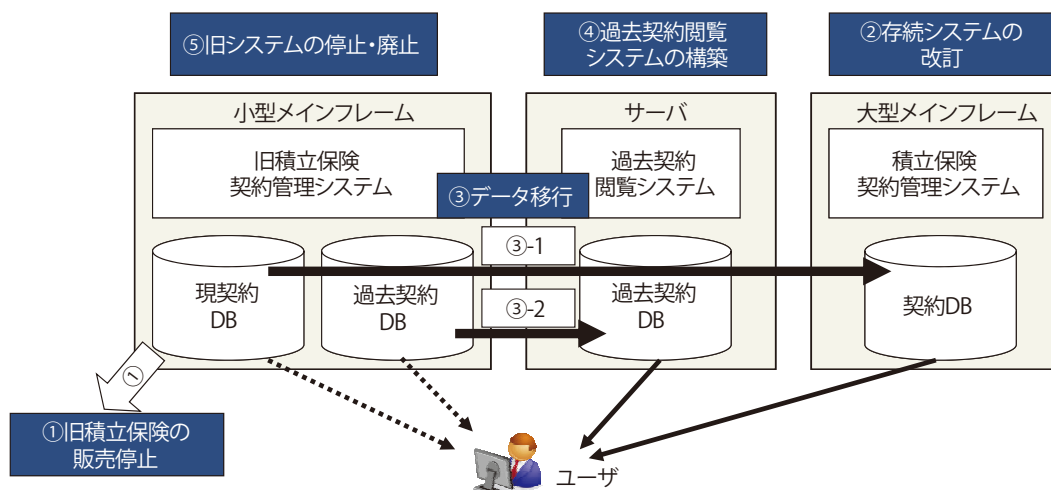 ⑤旧システムの停止・廃止
④過去契約閲覧
システムの構築
②存続システムの
改訂
小型メインフレーム
サーバ
大型メインフレーム
旧積立保険
契約管理システム
過去契約
閲覧システム
積立保険
契約管理システム
③データ移行
③-1
現契約
DB
過去契約
DB
③-2
過去契約
DB
契約DB
①
①旧積立保険の
販売停止
ユーザ